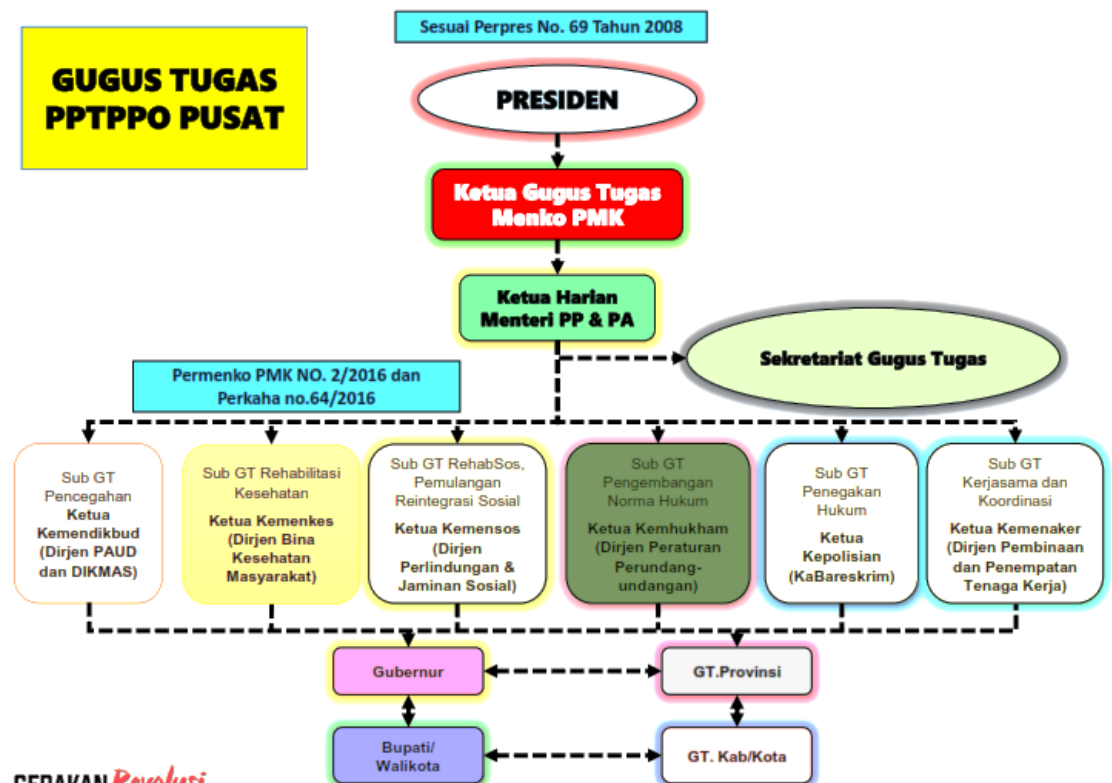 Sesuai Perpres No. 69 Tahun 2008
GUGUS TUGAS
PPTPPO PUSAT
PRESIDEN
Ketua Gugus Tugas
Menko PMK
Ketua Harian
Menteri PP & PA
Sekretariat Gugus Tugas
Permenko PMK NO. 2/2016 dan
Perkaha no.64/2016
Sub GT
Pencegahan
Ketua
Kemendikbud
(Dirjen PAUD
dan DIKMAS)
Sub GT Rehabilitasi
Kesehatan
Ketua Kemenkes
(Dirjen Bina
Kesehatan
Masyarakat)
Sub GT RehabSos,
Pemulangan
Reintegrasi Sosial
Ketua Kemensos
(Dirjen
Perlindungan &
Jaminan Sosial)
Sub GT
Pengembangan
Norma Hukum
Ketua Kemhukham
(Dirjen Peraturan
Perundang-
undangan)
Sub GT
Penegakan
Hukum
Ketua
Kepolisian
(KaBareskrim)
Sub GT
Kerjasama dan
Koordinasi
Ketua Kemenaker
(Dirjen Pembinaan
dan Penempatan
Tenaga Kerja)
Gubernur
GT.Provinsi
Bupati/
Walikota
GT. Kab/Kota
GERAKAN Revolusi